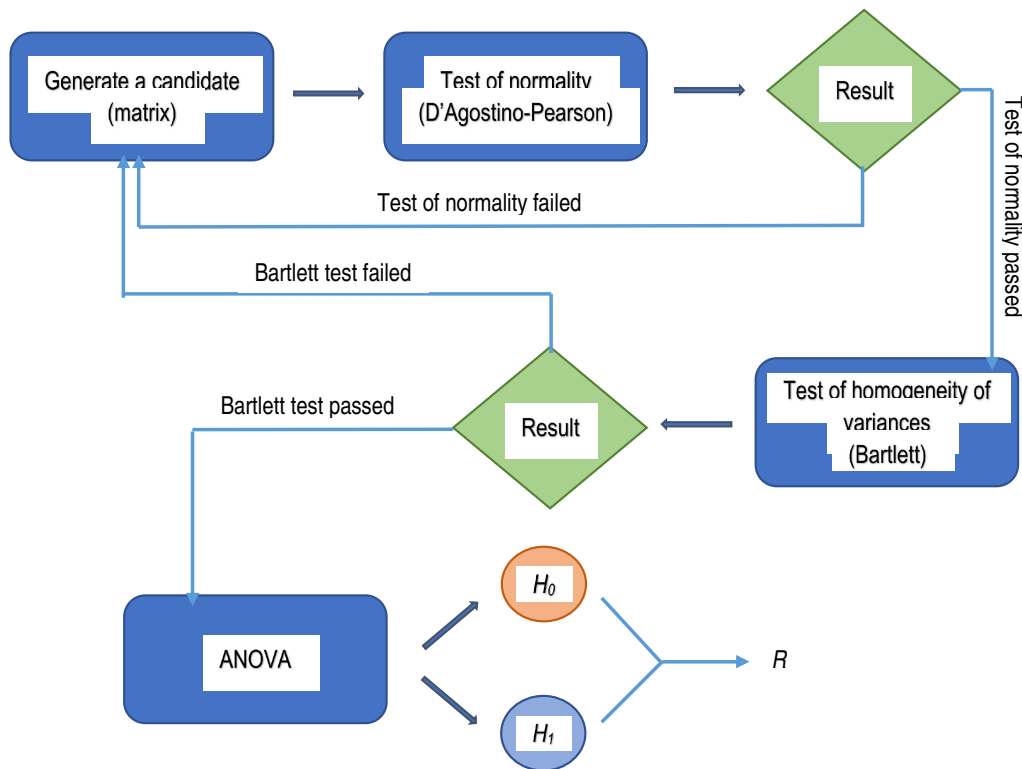 Generate a candidate
(matrix)
Test of normality
(D'Agostino-Pearson)
Result
Test of normality passed
Test of normality failed
Bartlett test failed
Test of homogeneity of
variances
(Bartlett)
Result
Bartlett test passed
ANOVA
H0
H1
R